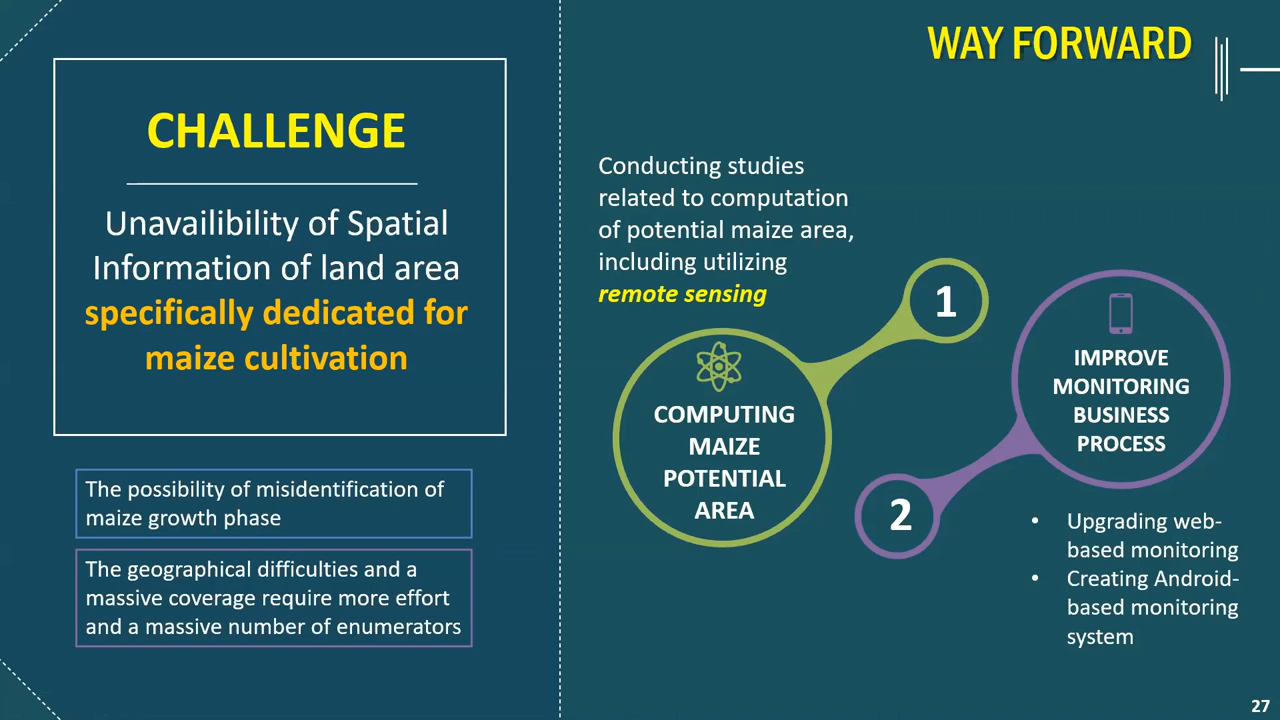 CHALLENGE
Unavailibility of Spatial
Information of land area
specifically dedicated for
maize cultivation
The possibility of misidentification of
maize growth phase
The geographical difficulties and a
massive coverage require more effort
and a massive number of enumerators
WAY FORWARD
Conducting studies
related to computation
of potential maize area,
including utilizing
remote sensing
1
COMPUTING
MAIZE
POTENTIAL
AREA
2
IMPROVE
MONITORING
BUSINESS
PROCESS
• Upgrading web-
based monitoring
• Creating Android-
based monitoring
system
27